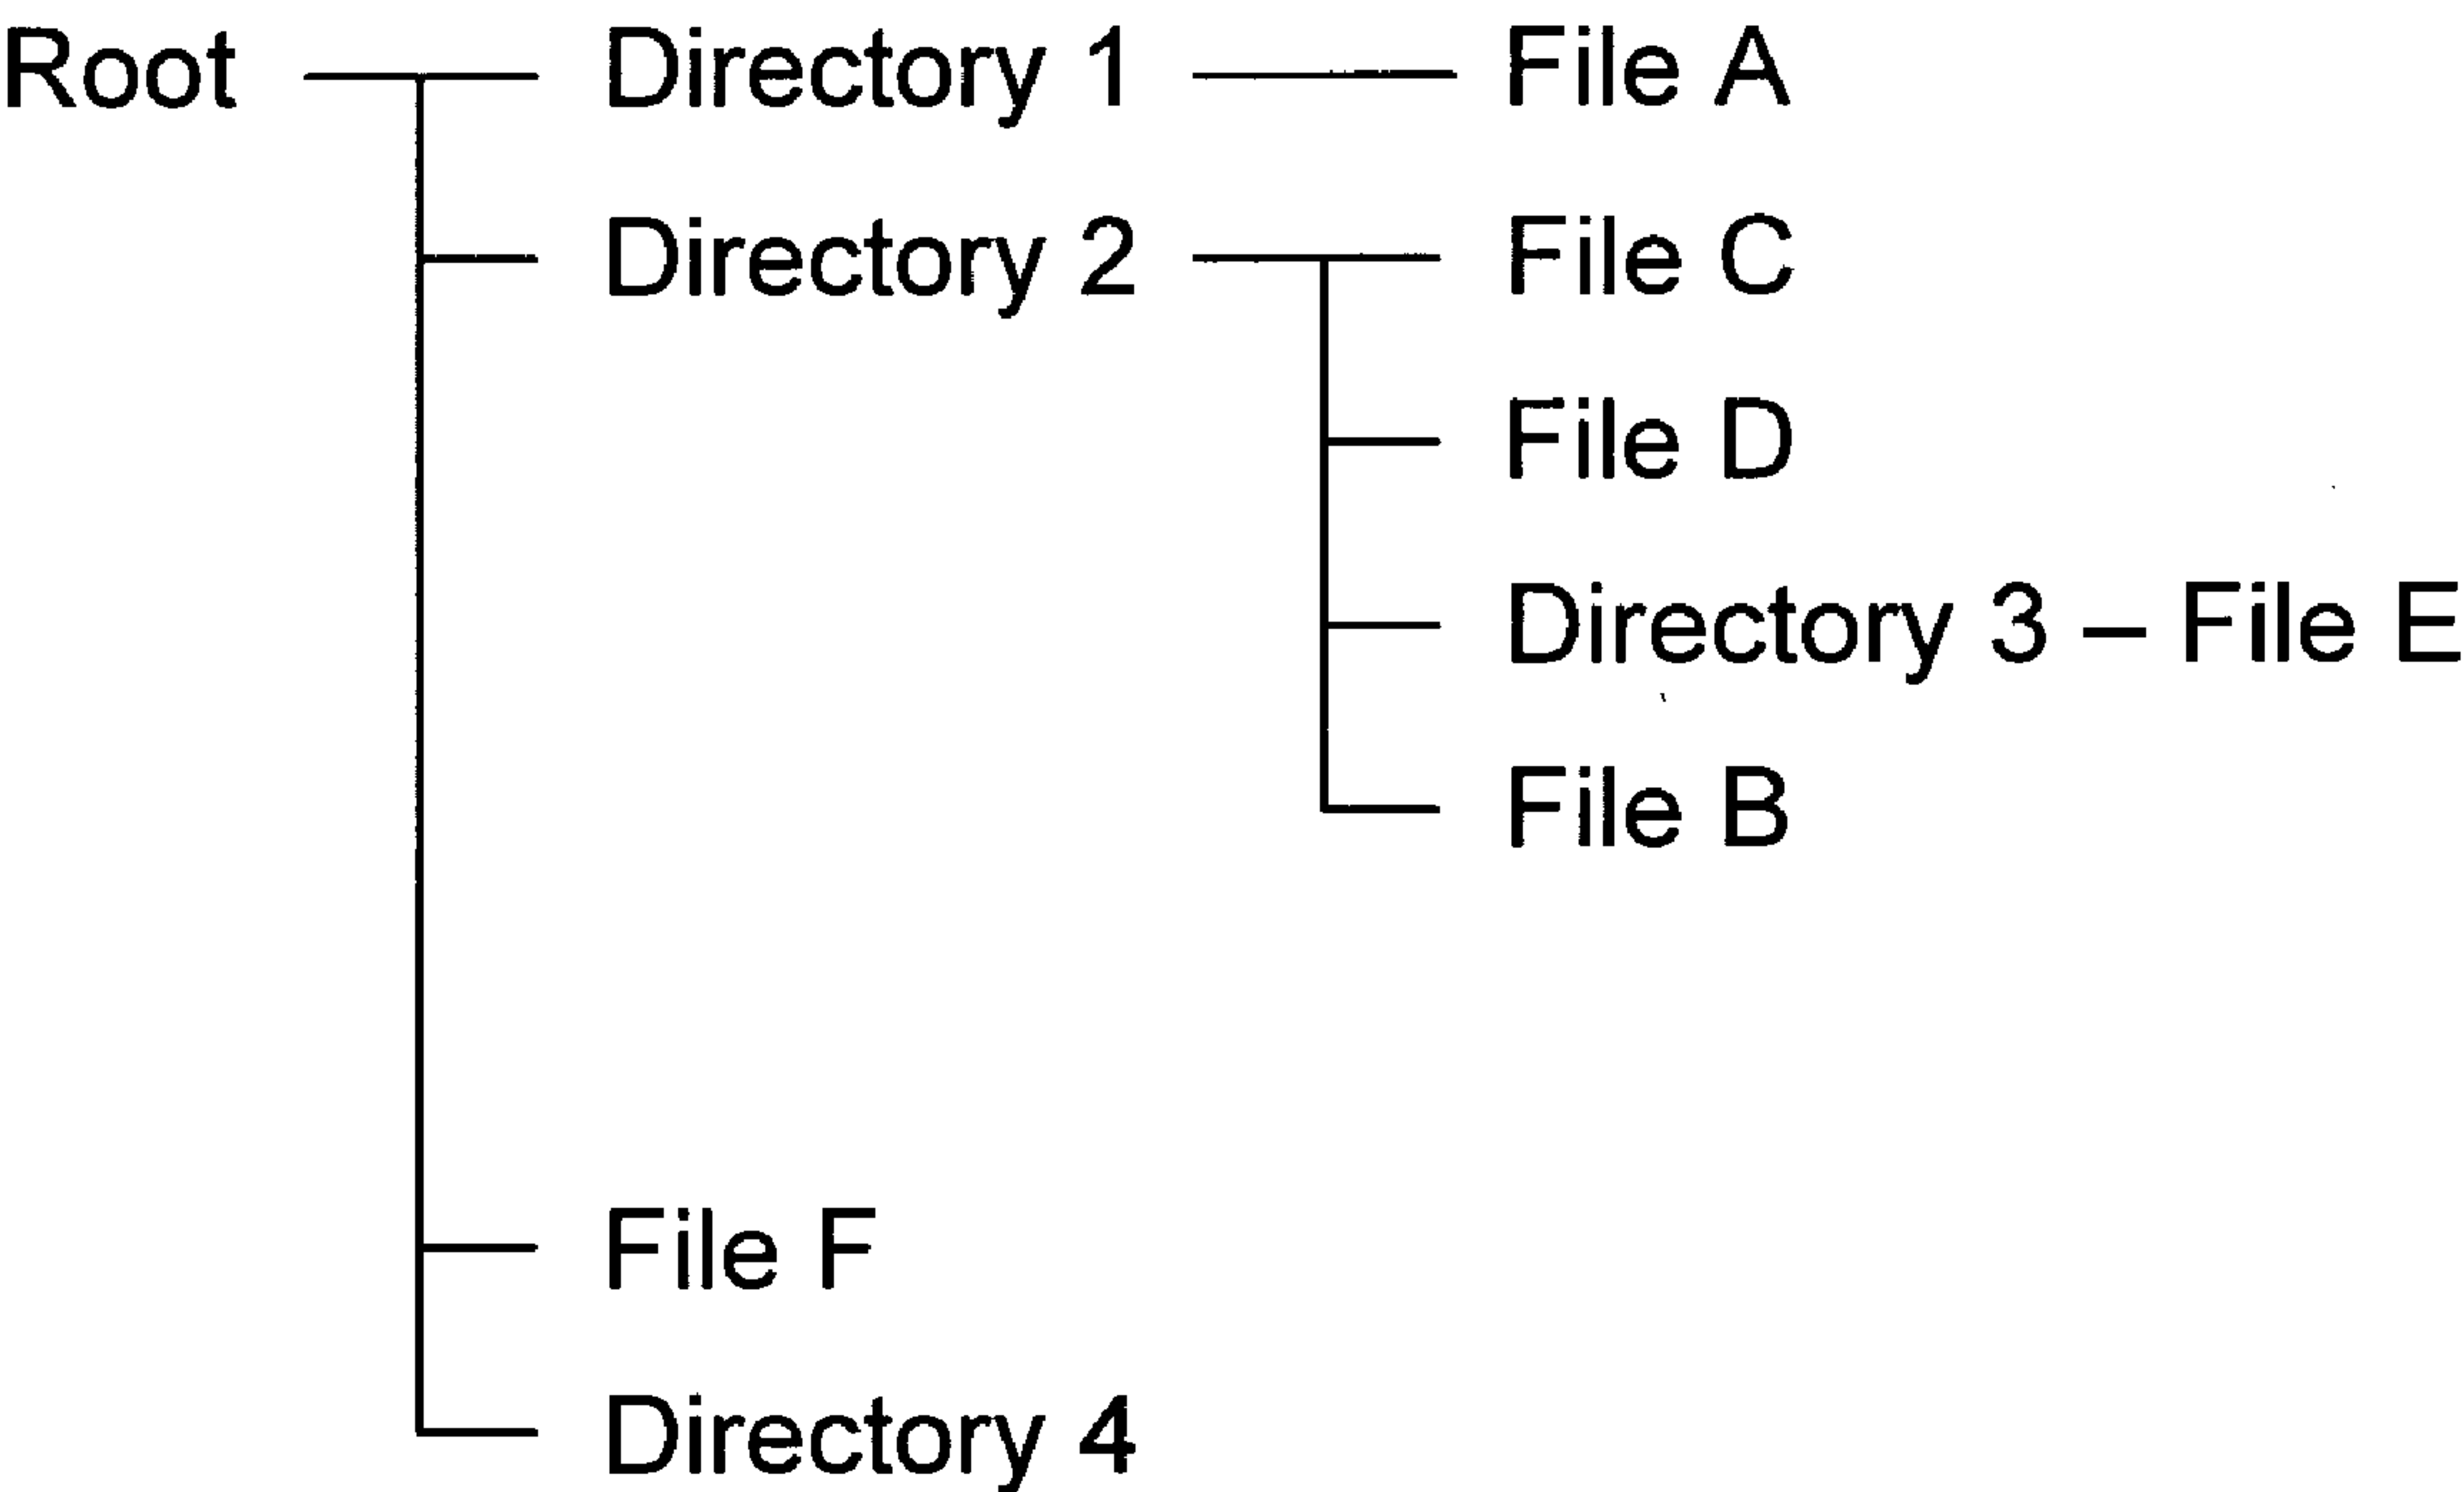 Root Directory 1 File A
Directory 2 File C
File D
Directory 3 – File E
File B
File F
Directory 4